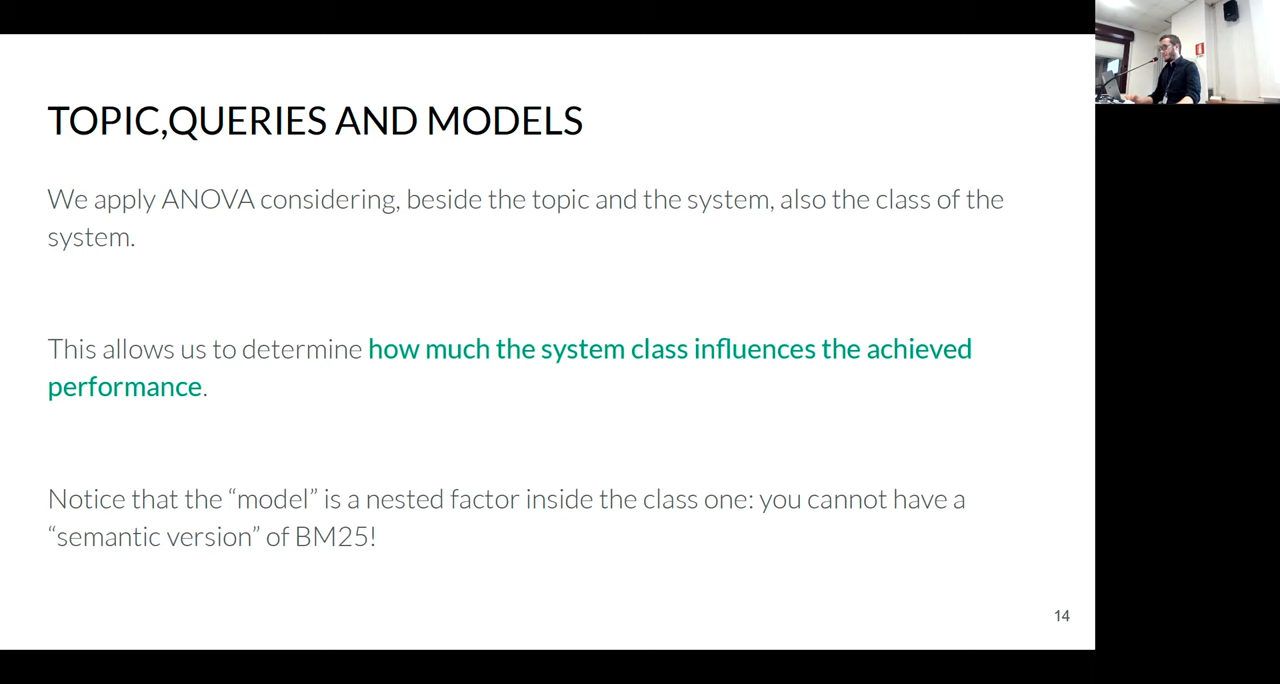 TOPIC,QUERIES AND MODELS
We apply ANOVA considering, beside the topic and the system, also the class of the
system.
This allows us to determine how much the system class influences the achieved
performance.
Notice that the “model” is a nested factor inside the class one: you cannot have a
“semantic version” of BM25!
14